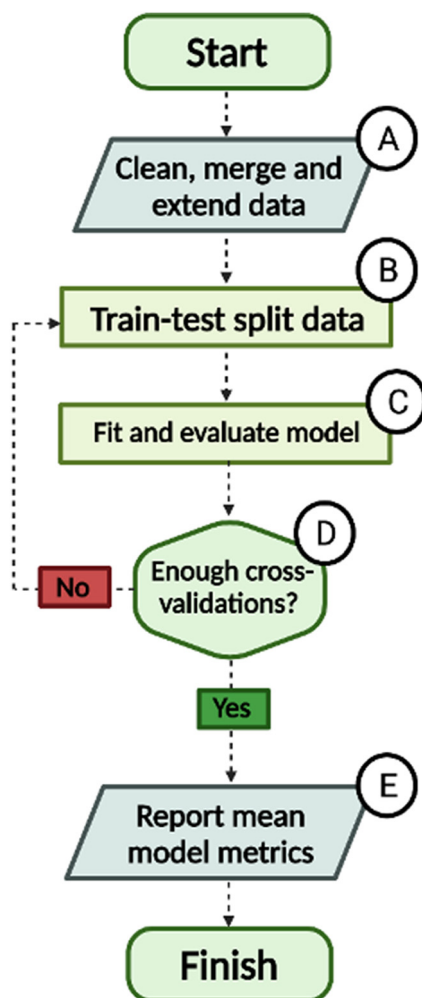 Start
A
Clean, merge and
extend data
B
Train-test split data
C
Fit and evaluate model
D
Enough cross-
validations?
No
Yes
E
Report mean
model metrics
Finish